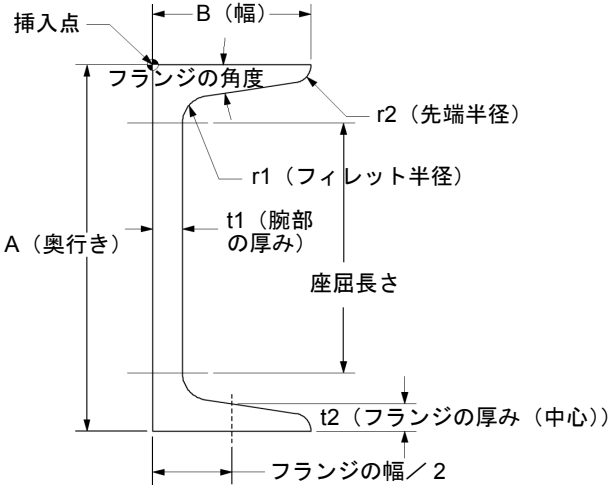 B（幅）
挿入点
フランジの角度
r2（先端半径）
r1（フィレット半径）
t1（腕部
の厚み）
A（奥行き）
座屈長さ
t2（フランジの厚み（中心））
フランジの幅／2